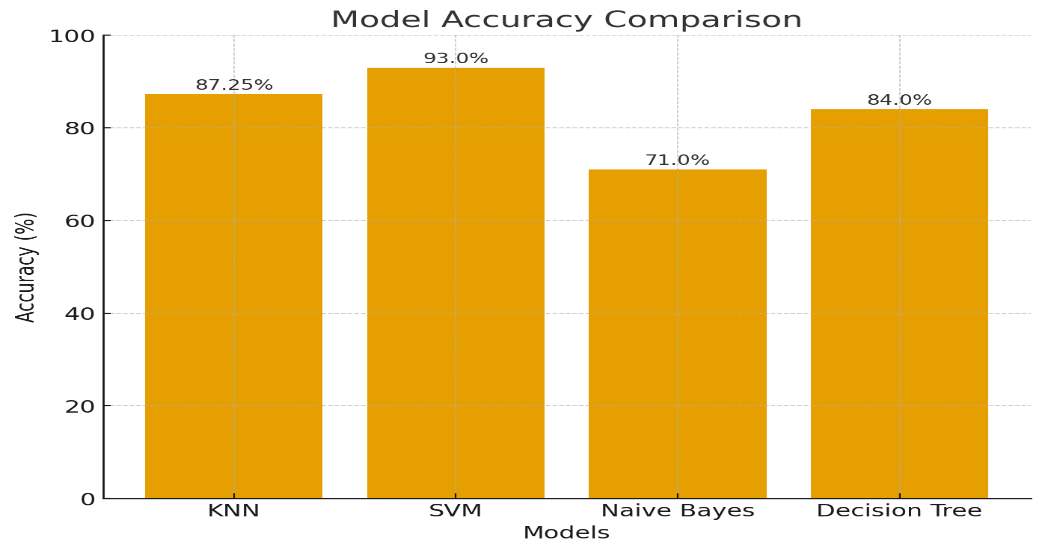 Model Accuracy Comparison
100
80
60
40
20
0
Accuracy (%)
87.25%
93.0%
71.0%
84.0%
KNN
SVM
Naive Bayes
Decision Tree
Models